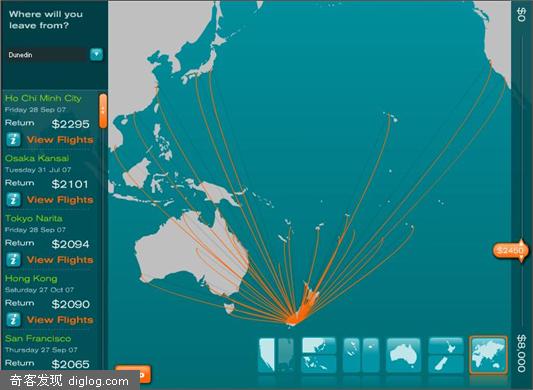 Where will you
leave from?
Dunedin
Ho Chi Minh City
Friday 28 Sep 07
Return $2295
View Flights
Osaka Kansai
Tuesday 31 Jul 07
Return $2101
View Flights
Tokyo Narita
Friday 28 Sep 07
Return $2094
View Flights
Hong Kong
Saturday 27 Oct 07
Return $2090
View Flights
San Francisco
Thursday 27 Sep 07
Return $2065
$0
$2450
$6,000
奇客发现 diglog.com